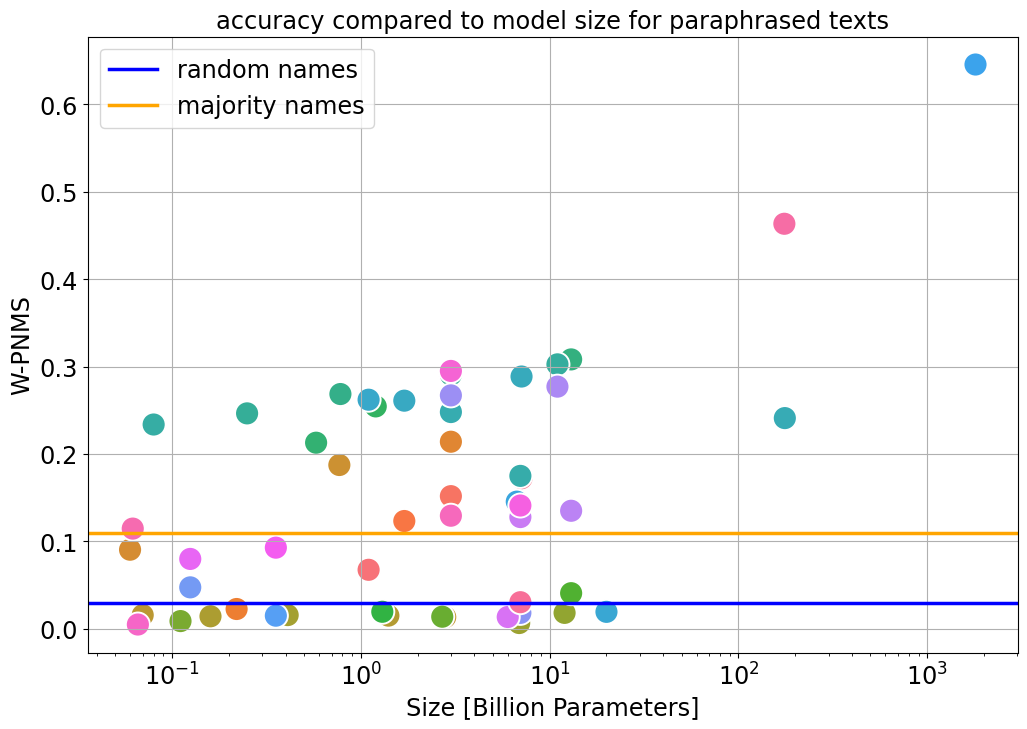 accuracy compared to model size for paraphrased texts
random names
majority names
0.6
0.5
0.4
0.3
0.2
0.1
0.0
W-PNMS
10⁻¹ 10⁰ 10¹ 10² 10³
Size [Billion Parameters]